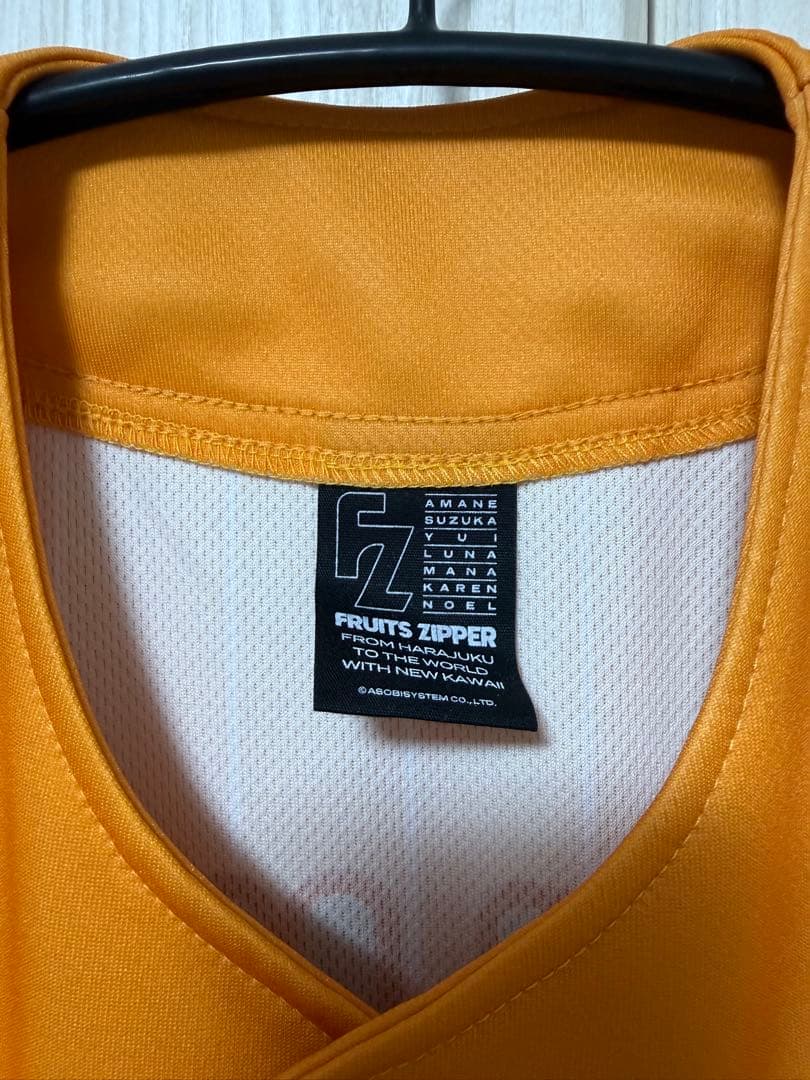 FZ
AMANE
SUZUKA
YUI
LUNA
MANA
KAREN
NOEL
FRUITS ZIPPER
FROM HARAJUKU
TO THE WORLD
WITH NEW KAWAII
©ASOBISYSTEM CO.,LTD.